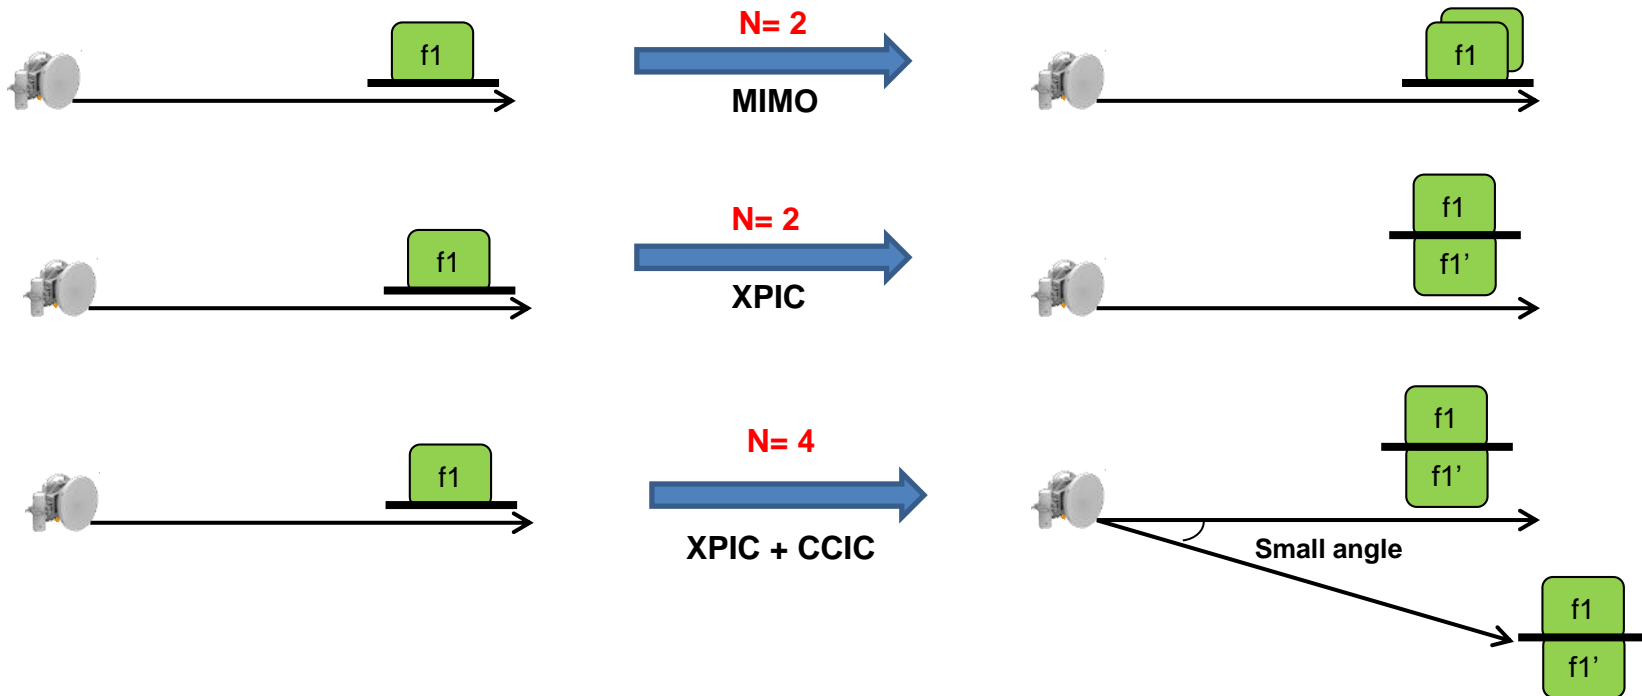 f1
N= 2
MIMO
f1
f1
N= 2
XPIC
f1
f1’
f1
N= 4
XPIC + CCIC
f1
f1’
Small angle
f1
f1’